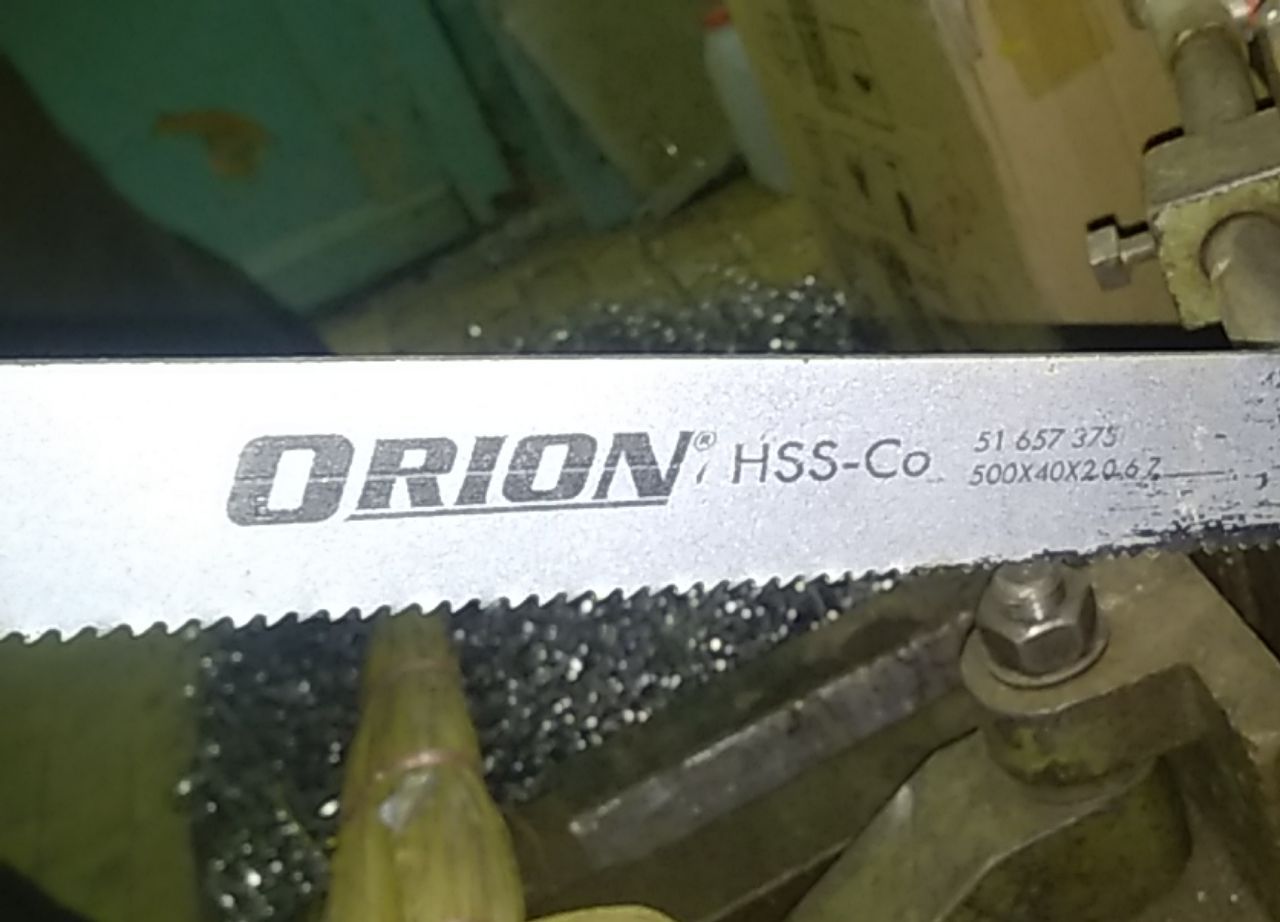 ORION® HSS-Co
51 657 375
500X40X2.0.6 Z